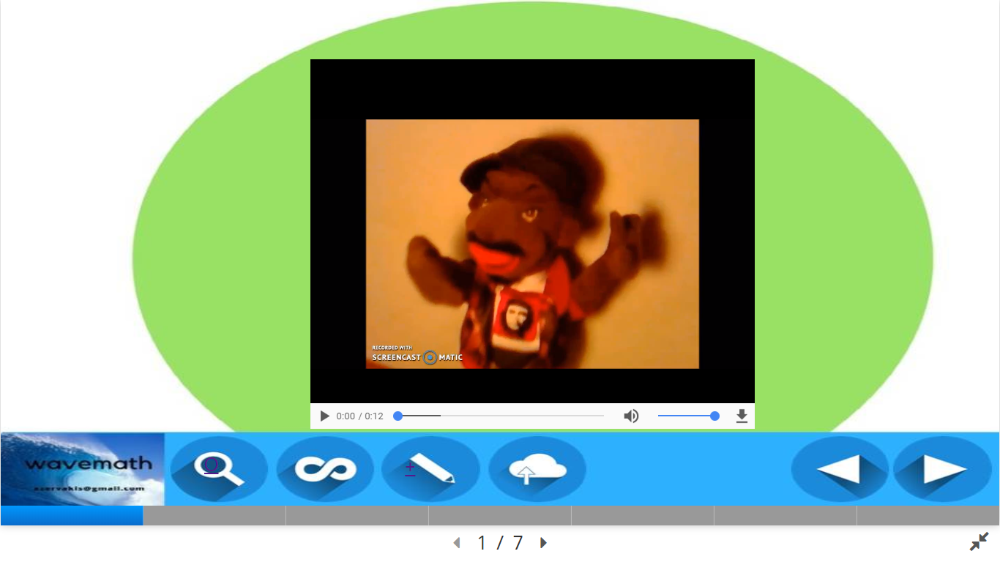 RECORDED WITH
SCREENCAST MATIC
0:00 / 0:12
wavemath
Ω
±
1 / 7